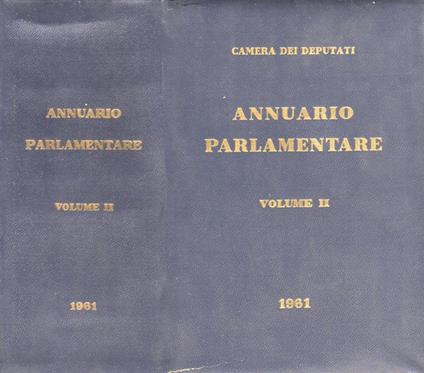 ANNUARIO
PARLAMENTARE
VOLUME II
1961
CAMERA DEI DEPUTATI
ANNUARIO
PARLAMENTARE
VOLUME II
1961